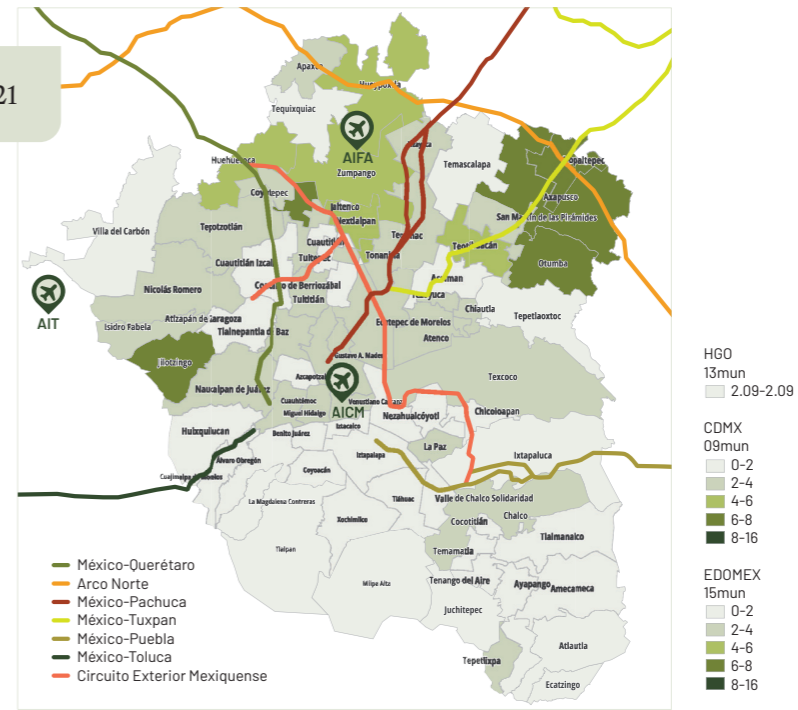 21
Apaxco
Hueypoxtla
Tequixquiac
AIFA
Huehuetoca
Zumpango
Temascalapa
Axapusco
Coyotepec
Jaltenco
Nextlalpan
San Martín de las Pirámides
Villa del Carbón
Tepotzotlán
Cuautitlán
Teotihuacán
Cuautitlán Izcalli
Tultepec
Tonanitla
Otumba
AIT
Nicolás Romero
Coacalco de Berriozábal
Tultitlán
Acolman
Tezoyuca
Chiautla
Tepetlaoxtoc
Isidro Fabela
Atizapán de Zaragoza
Tlalnepantla de Baz
Ecatepec de Morelos
Atenco
Jilotzingo
Gustavo A. Madero
Azcapotzalco
Texcoco
Naucalpan de Juárez
Cuauhtémoc
Venustiano Carranza
AICM
Miguel Hidalgo
Nezahualcóyotl
Chicoloapan
Iztacalco
Huixquilucan
Benito Juárez
La Paz
Alvaro Obregón
Iztapalapa
Ixtapaluca
Cuajimalpa de Morelos
Coyoacán
La Magdalena Contreras
Tláhuac
Valle de Chalco Solidaridad
Xochimilco
Cocotitlán
Chalco
Tlalmanalco
Tlalpan
Temamatla
Milpa Alta
Tenango del Aire
Ayapango
Amecameca
Juchitepec
Atlautla
Tepetlixpa
Ecatzingo
México-Querétaro
Arco Norte
México-Pachuca
México-Tuxpan
México-Puebla
México-Toluca
Circuito Exterior Mexiquense
HGO
13mun
2.09-2.09
CDMX
09mun
0-2
2-4
4-6
6-8
8-16
EDOMEX
15mun
0-2
2-4
4-6
6-8
8-16